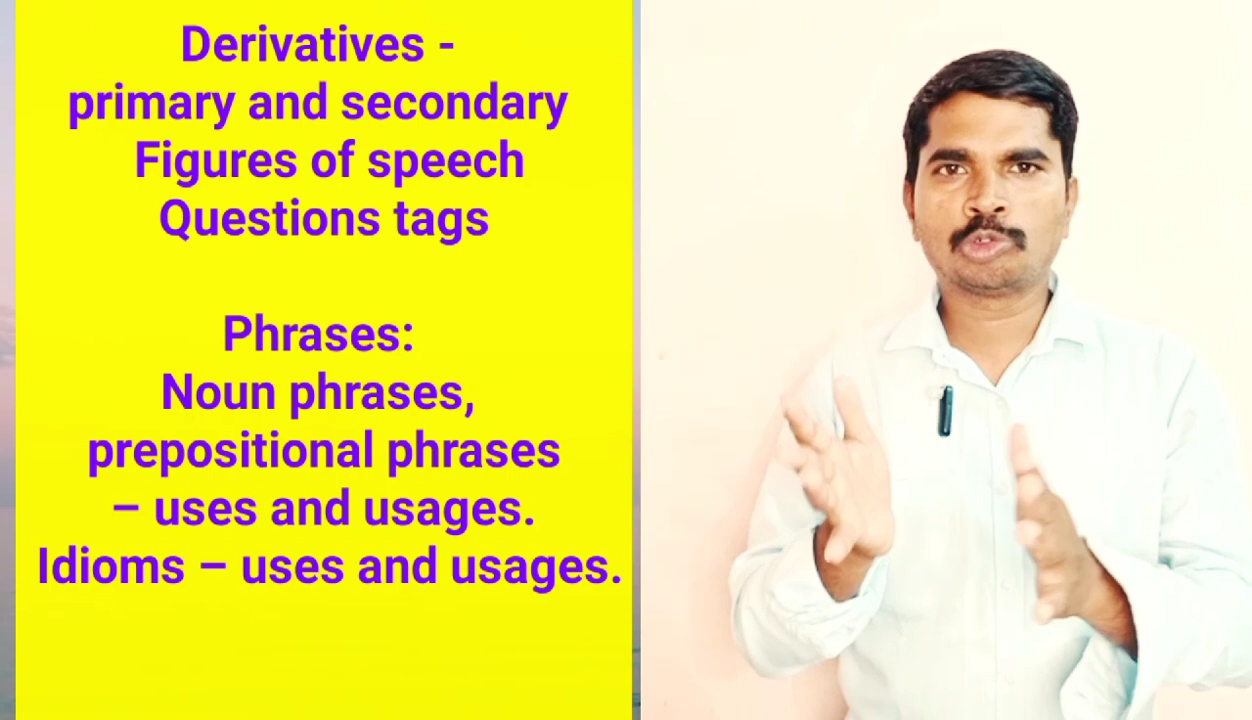 Derivatives -
primary and secondary
Figures of speech
Questions tags
Phrases:
Noun phrases,
prepositional phrases
– uses and usages.
Idioms – uses and usages.